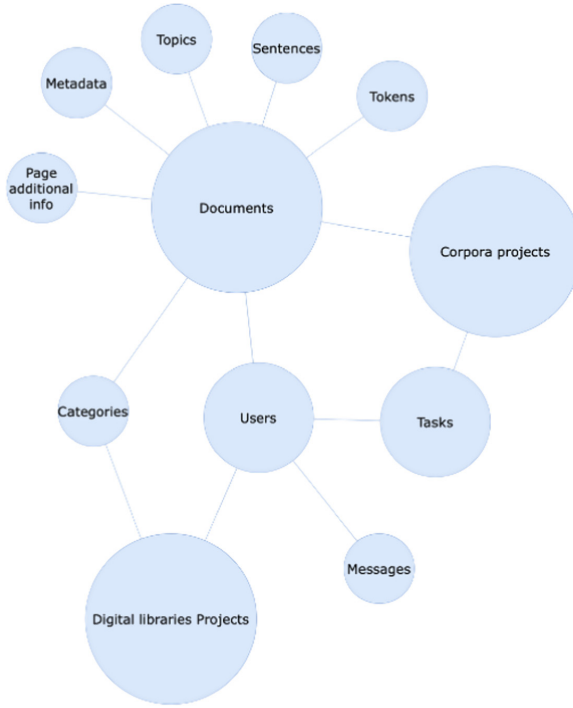 Topics
Sentences
Metadata
Tokens
Page
additional
info
Documents
Corpora projects
Categories
Users
Tasks
Messages
Digital libraries Projects